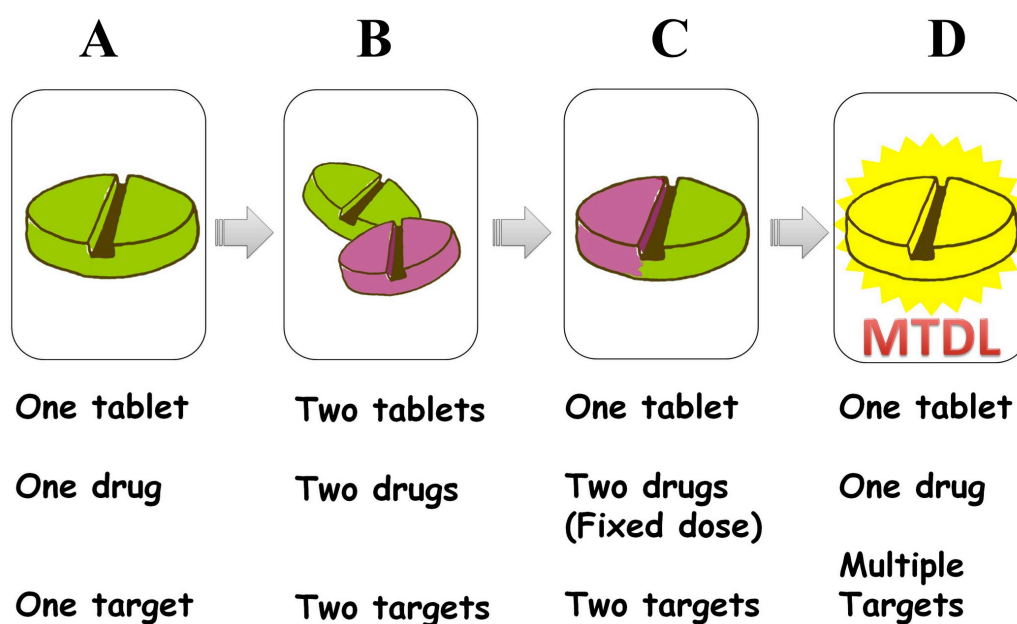 A B C D
MTDL
One tablet Two tablets One tablet One tablet
One drug Two drugs Two drugs One drug
(Fixed dose)
Multiple
One target Two targets Two targets Targets